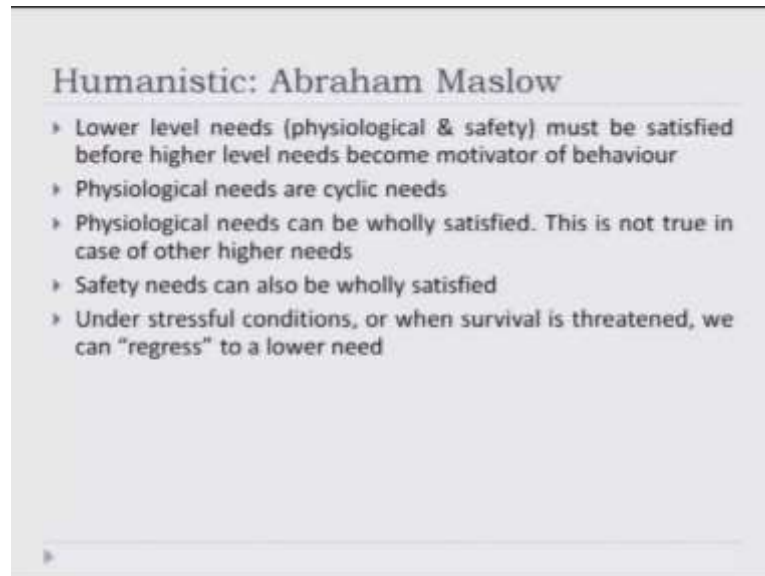 Humanistic: Abraham Maslow
Lower level needs (physiological & safety) must be satisfied
before higher level needs become motivator of behaviour
Physiological needs are cyclic needs
Physiological needs can be wholly satisfied. This is not true in
case of other higher needs
Safety needs can also be wholly satisfied
Under stressful conditions, or when survival is threatened, we
can “regress” to a lower need